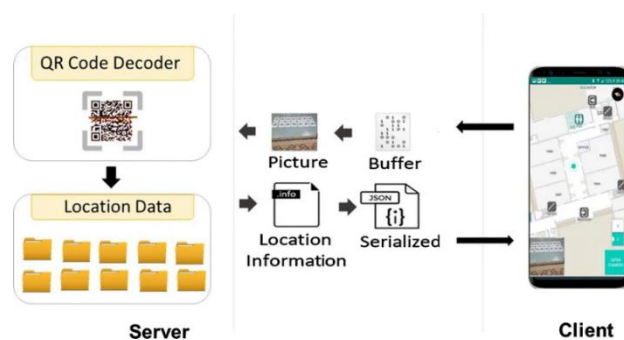 QR Code Decoder
Location Data
Server
Picture
Buffer
.info
JSON
{i}
Location
Information
Serialized
Client